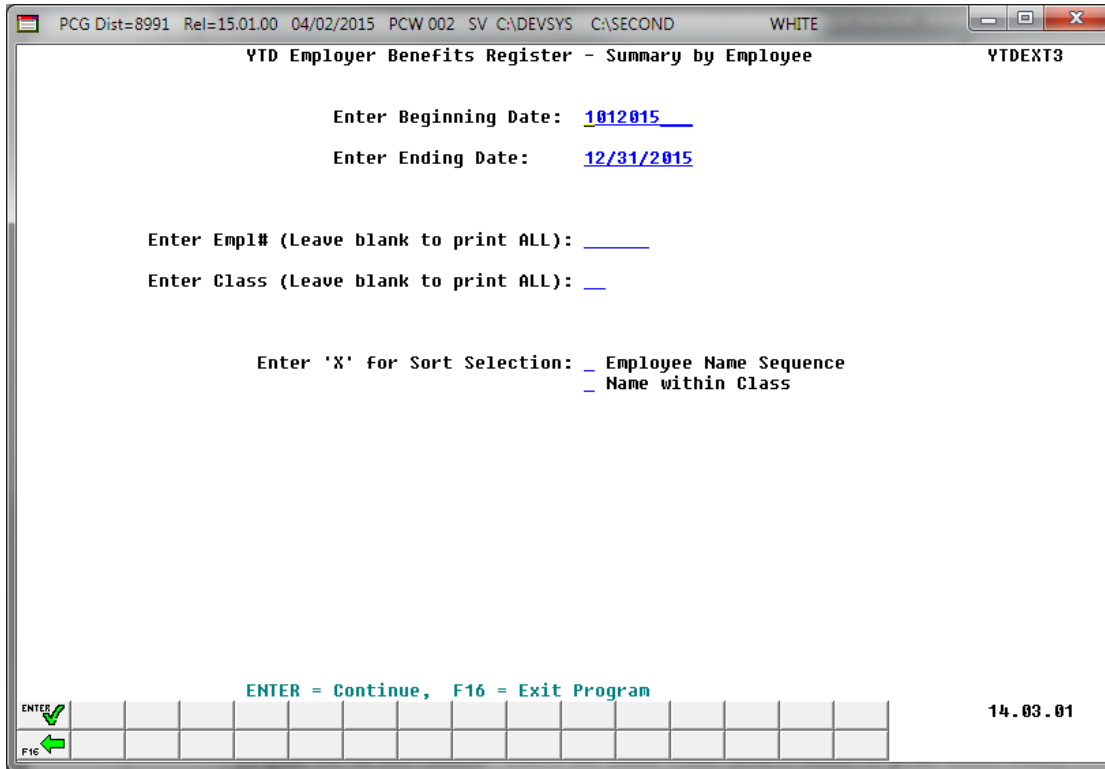 PCG Dist=8991 Rel=15.01.00 04/02/2015 PCW 002 SV C:\DEVSYS C:\SECOND WHITE
YTD Employer Benefits Register - Summary by Employee YTDEXT3
Enter Beginning Date: 1012015___
Enter Ending Date: 12/31/2015
Enter Empl# (Leave blank to print ALL): ______
Enter Class (Leave blank to print ALL): __
Enter 'X' for Sort Selection: _ Employee Name Sequence
_ Name within Class
ENTER = Continue, F16 = Exit Program
ENTER 14.03.01
F16